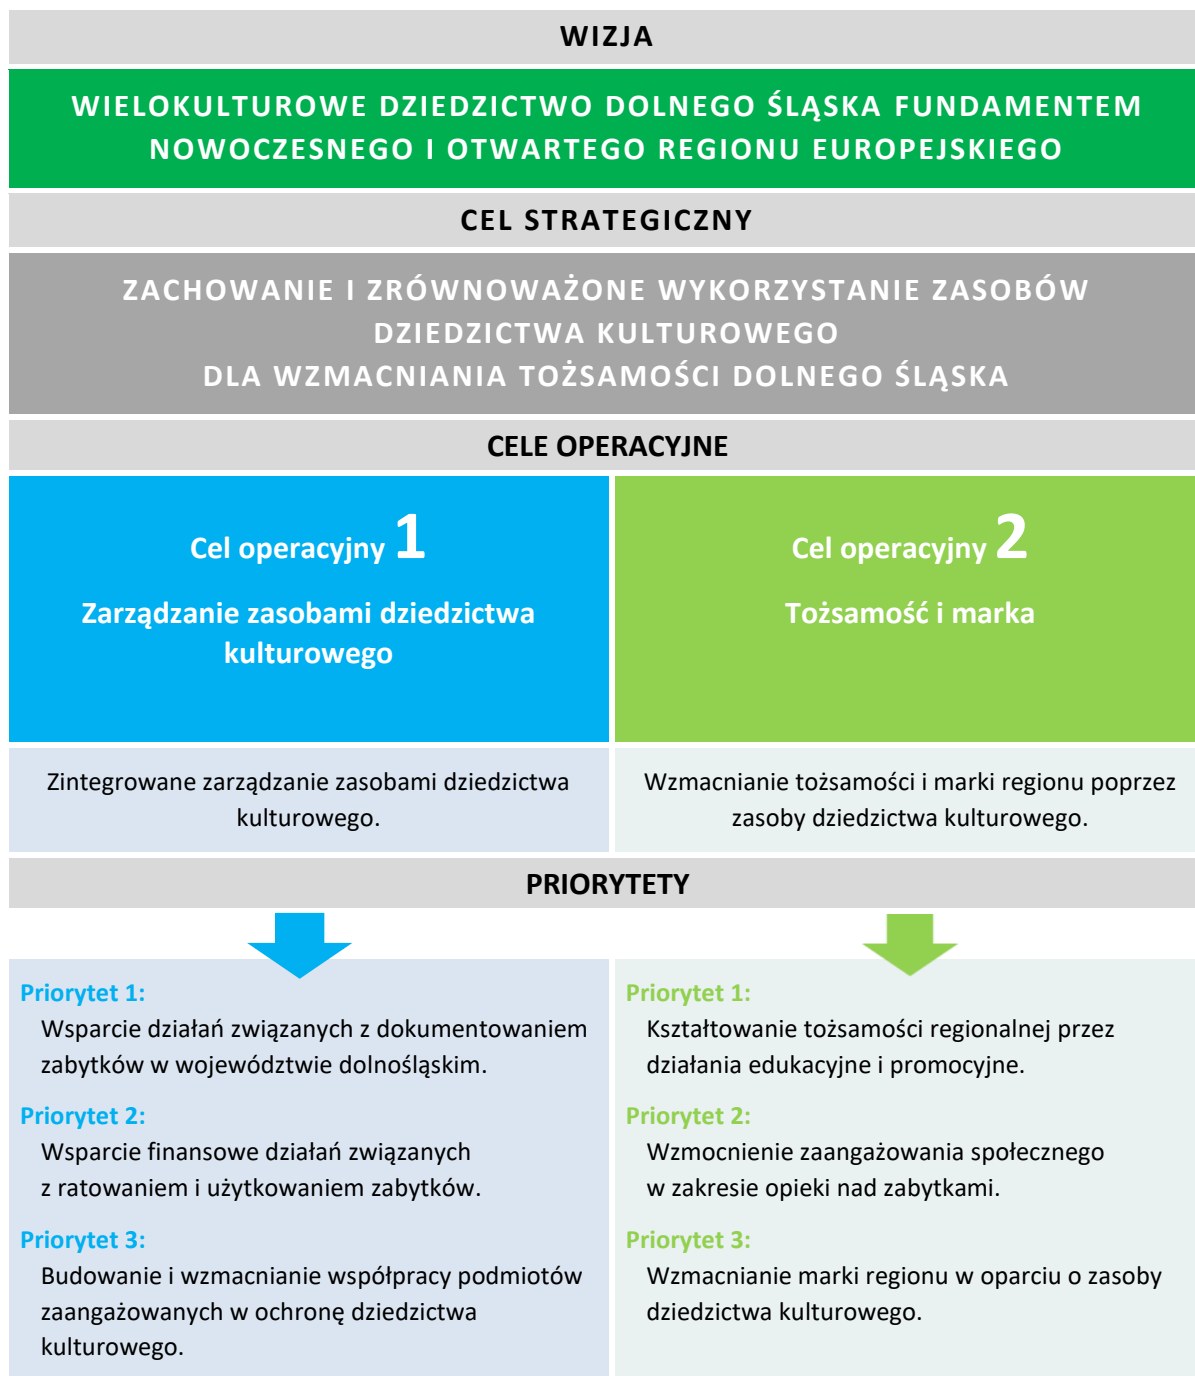 WIZJA
WIELOKULTUROWE DZIEDZICTWO DOLNEGO ŚLĄSKA FUNDAMENTEM
NOWOCZESNEGO I OTWARTEGO REGIONU EUROPEJSKIEGO
CEL STRATEGICZNY
ZACHOWANIE I ZRÓWNOWAŻONE WYKORZYSTANIE ZASOBÓW
DZIEDZICTWA KULTUROWEGO
DLA WZMACNIANIA TOŻSAMOŚCI DOLNEGO ŚLĄSKA
CELE OPERACYJNE
Cel operacyjny 1
Zarządzanie zasobami dziedzictwa
kulturowego
Cel operacyjny 2
Tożsamość i marka
Zintegrowane zarządzanie zasobami dziedzictwa
kulturowego.
Wzmacnianie tożsamości i marki regionu poprzez
zasoby dziedzictwa kulturowego.
PRIORYTETY
Priorytet 1:
Wsparcie działań związanych z dokumentowaniem
zabytków w województwie dolnośląskim.
Priorytet 2:
Wsparcie finansowe działań związanych
z ratowaniem i użytkowaniem zabytków.
Priorytet 3:
Budowanie i wzmacnianie współpracy podmiotów
zaangażowanych w ochronę dziedzictwa
kulturowego.
Priorytet 1:
Kształtowanie tożsamości regionalnej przez
działania edukacyjne i promocyjne.
Priorytet 2:
Wzmocnienie zaangażowania społecznego
w zakresie opieki nad zabytkami.
Priorytet 3:
Wzmacnianie marki regionu w oparciu o zasoby
dziedzictwa kulturowego.